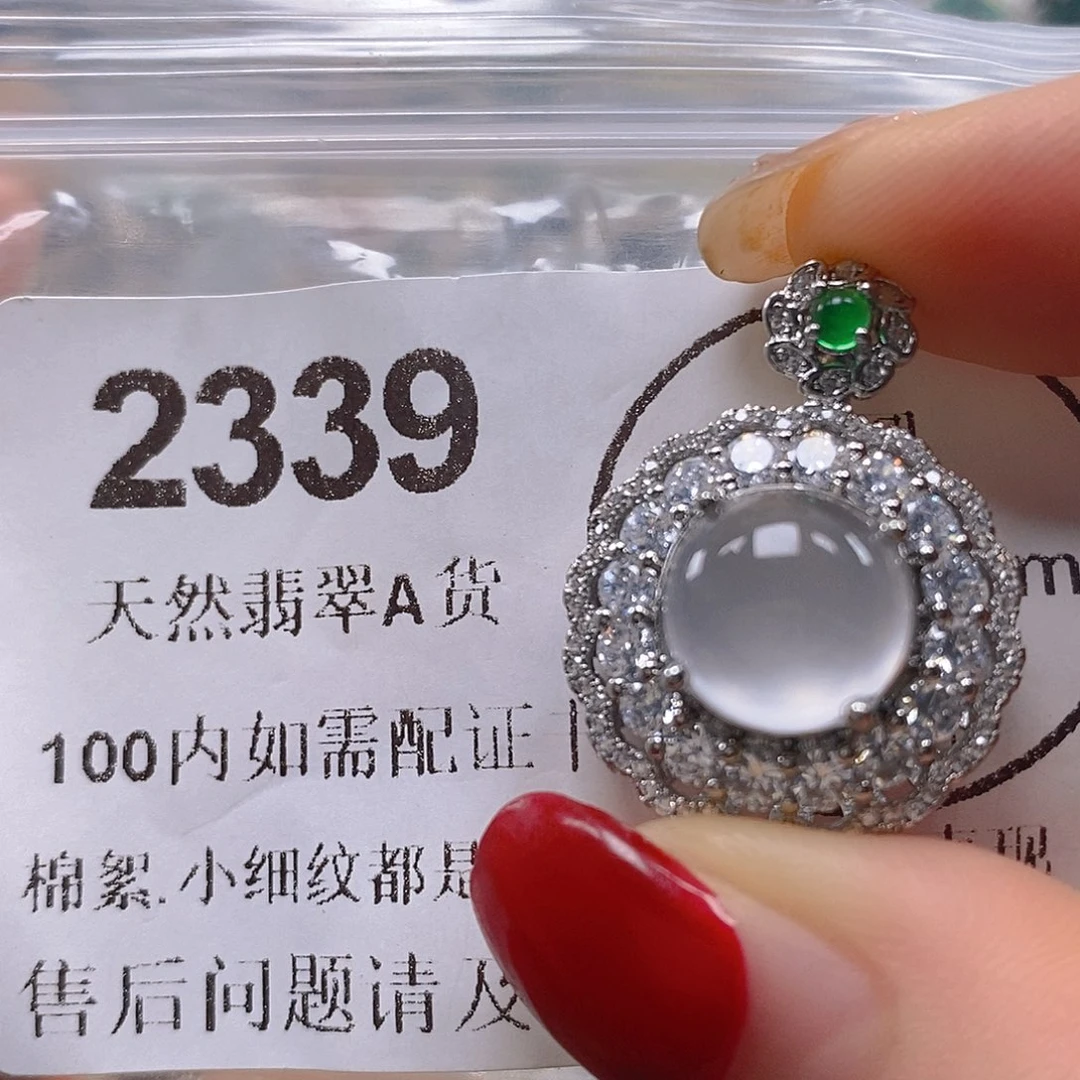 2339
天然翡翠A货
m
100内如需配证
棉絮.小细纹都是
现
售后问题请及